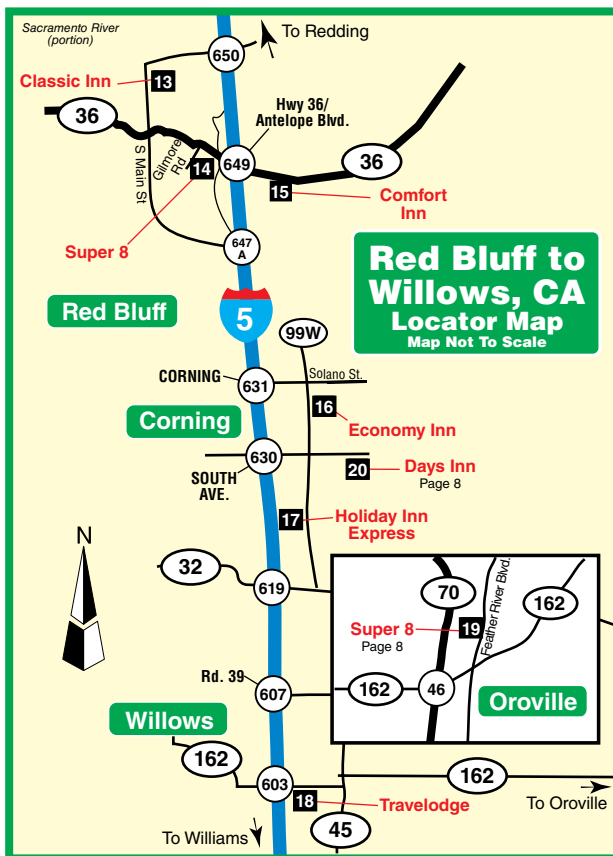 Sacramento River
(portion)
To Redding
650
Classic Inn
13
36
Hwy 36/
Antelope Blvd.
S Main St
Gilmore
Rd
14
649
36
15
Comfort
Inn
Super 8
647
A
Red Bluff to
Willows, CA
Locator Map
Map Not To Scale
Red Bluff
5
99W
CORNING
631
Solano St.
16
Corning
Economy Inn
630
20
Days Inn
Page 8
SOUTH
AVE.
17
Holiday Inn
Express
N
32
619
70
Feather River Blvd.
162
Super 8
19
Page 8
Rd. 39
607
162
46
Oroville
Willows
162
603
162
18
Travelodge
To Oroville
To Williams
45